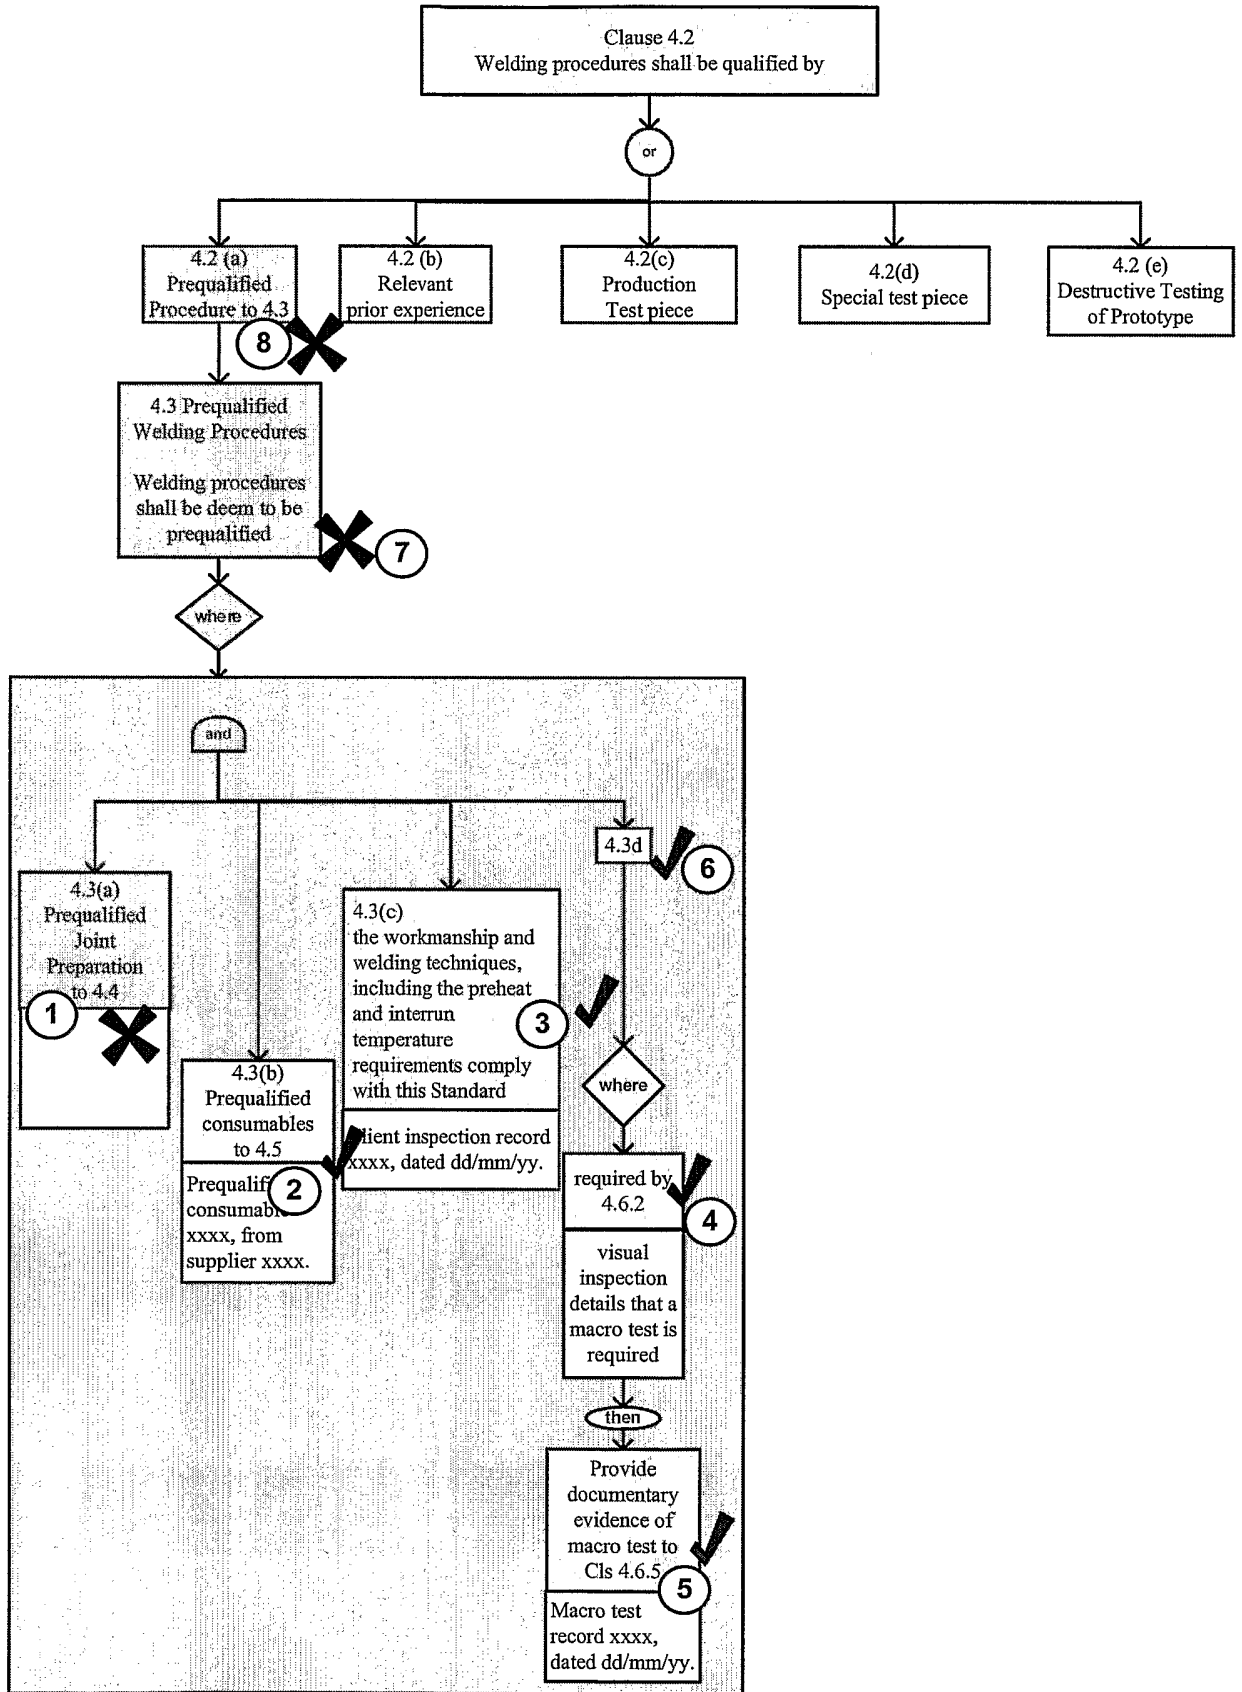 Clause 4.2
Welding procedures shall be qualified by
or
4.2 (a)
Prequalified
Procedure to 4.3
8
4.2 (b)
Relevant
prior experience
4.2(c)
Production
Test piece
4.2(d)
Special test piece
4.2 (e)
Destructive Testing
of Prototype
4.3 Prequalified
Welding Procedures
Welding procedures
shall be deem to be
prequalified
7
where
and
4.3(a)
Prequalified
Joint
Preparation
to 4.4
1
4.3(b)
Prequalified
consumables
to 4.5
2
Prequalifi
consumabl
xxxx, from
supplier xxxx.
4.3(c)
the workmanship and
welding techniques,
including the preheat
and interrun
temperature
requirements comply
with this Standard
3
lient inspection record
xxxx, dated dd/mm/yy.
4.3d
6
where
required by
4.6.2
4
visual
inspection
details that a
macro test is
required
then
Provide
documentary
evidence of
macro test to
Cls 4.6.5
5
Macro test
record xxxx,
dated dd/mm/yy.